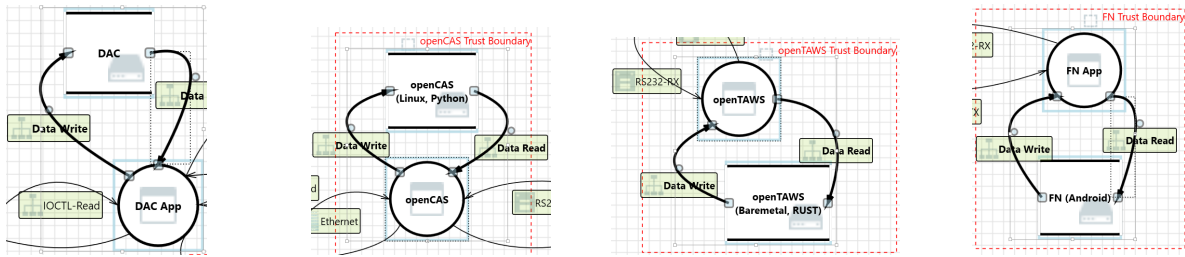 DAC
Data
Data Write
IOCTL-Read
DAC App
openCAS Trust Boundary
openCAS
(Linux, Python)
Data Write
Data Read
openCAS
Ethernet
RS2
d
openTAWS Trust Boundary
RS232-RX
openTAWS
Data Read
Data Write
openTAWS
(Baremetal, RUST)
FN Trust Boundary
2-RX
FN App
X
Data Write
Data Read
FN (Android)